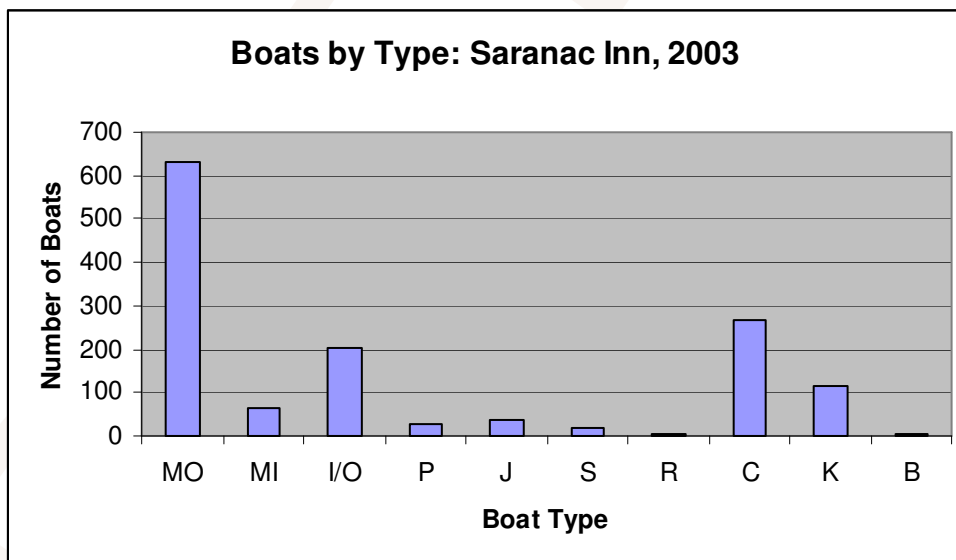 Boats by Type: Saranac Inn, 2003
Number of Boats
700
600
500
400
300
200
100
0
MO MI I/O P J S R C K B
Boat Type